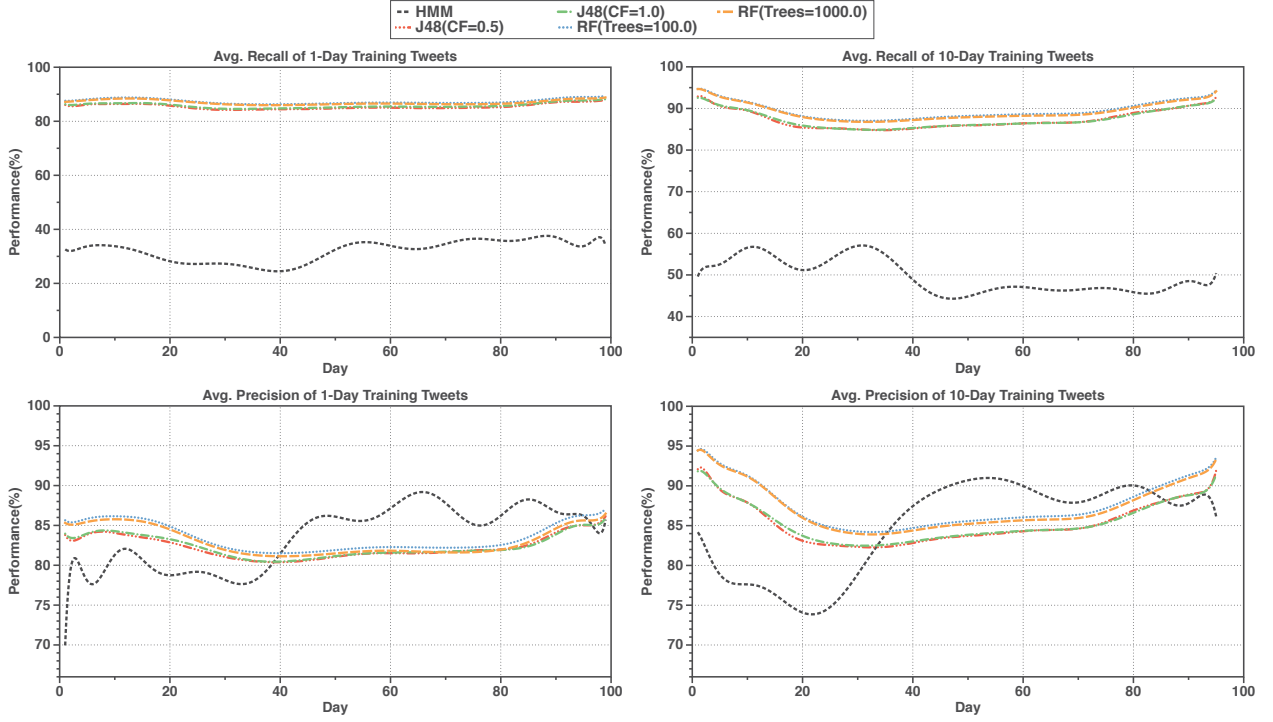 HMM J48(CF=1.0) RF(Trees=1000.0)
J48(CF=0.5) RF(Trees=100.0)
Avg. Recall of 1-Day Training Tweets
100
80
60
40
20
0
Performance(%)
0 20 40 60 80 100
Day
Avg. Recall of 10-Day Training Tweets
100
90
80
70
60
50
40
Performance(%)
0 20 40 60 80 100
Day
Avg. Precision of 1-Day Training Tweets
100
95
90
85
80
75
70
Performance(%)
0 20 40 60 80 100
Day
Avg. Precision of 10-Day Training Tweets
100
95
90
85
80
75
70
Performance(%)
0 20 40 60 80 100
Day